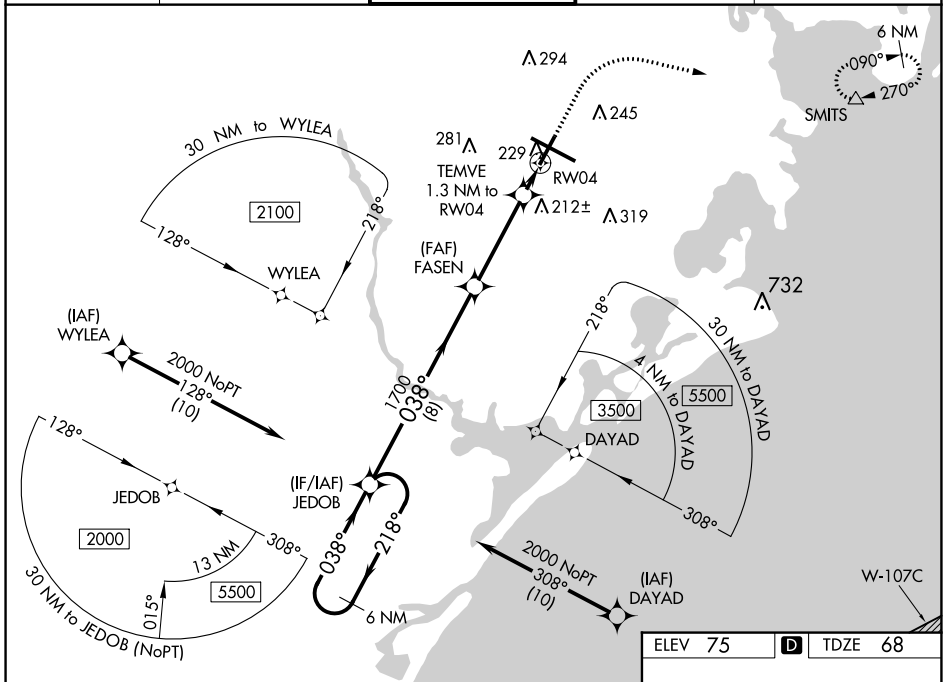 294
6 NM
090°
270°
SMITS
245
30 NM to WYLEA
281
229
TEMVE
1.3 NM to
RW04
RW04
212±
319
2100
218°
128°
WYLEA
(FAF)
FASEN
732
(IAF)
WYLEA
218°
30 NM to DAYAD
4 NM to DAYAD
5500
3500
2000 NoPT
128°
(10)
1700
038°
(8)
DAYAD
128°
(IF/IAF)
JEDOB
JEDOB
308°
2000
13 NM
308°
038°
218°
2000 NoPT
308°
(10)
(IAF)
DAYAD
W-107C
5500
015°
6 NM
30 NM to JEDOB (NoPT)
ELEV 75 D TDZE 68